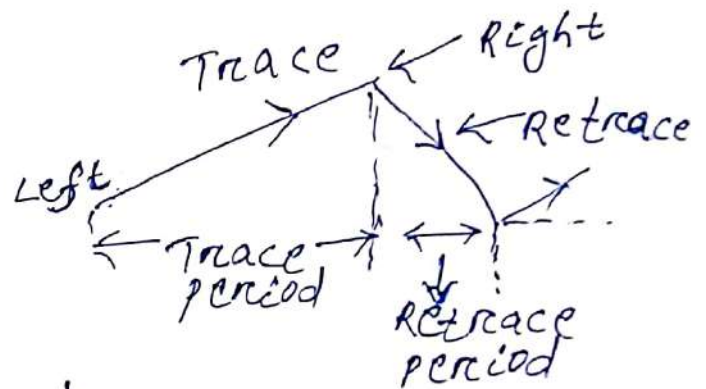 Trace
Right
Retrace
Left
Trace
period
Retrace
period